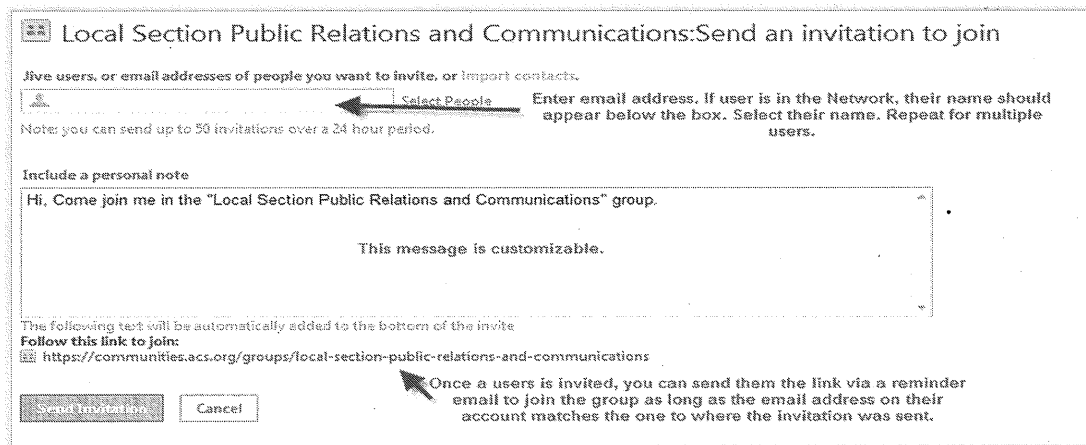 Local Section Public Relations and Communications:Send an invitation to join
Jive users, or email addresses of people you want to invite, or Import contacts.
Select People
Enter email address. If user is in the Network, their name should
appear below the box. Select their name. Repeat for multiple
users.
Note: you can send up to 50 invitations over a 24 hour period.
Include a personal note
Hi, Come join me in the "Local Section Public Relations and Communications" group.
This message is customizable.
The following text will be automatically added to the bottom of the invite
Follow this link to join:
https://communities.acs.org/groups/local-section-public-relations-and-communications
Once a users is invited, you can send them the link via a reminder
email to join the group as long as the email address on their
account matches the one to where the invitation was sent.
Send Invitation
Cancel